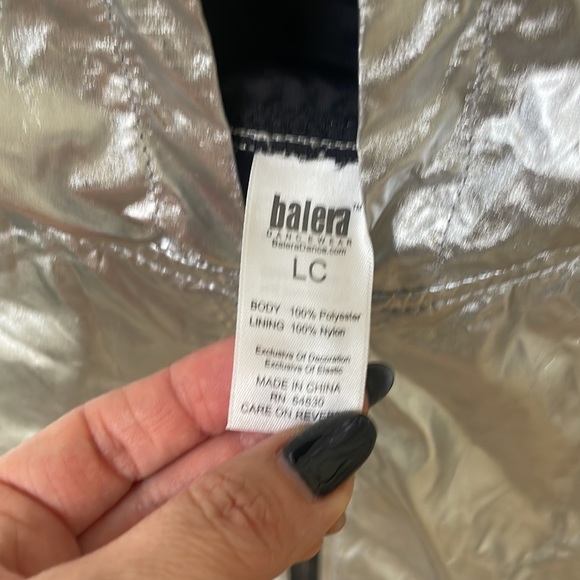 balera™
DANCEWEAR
BaleraDance.com
LC
BODY 100% Polyester
LINING 100% Nylon
Exclusive Of Decoration
Exclusive Of Elastic
MADE IN CHINA
RN 64630
CARE ON REVERS